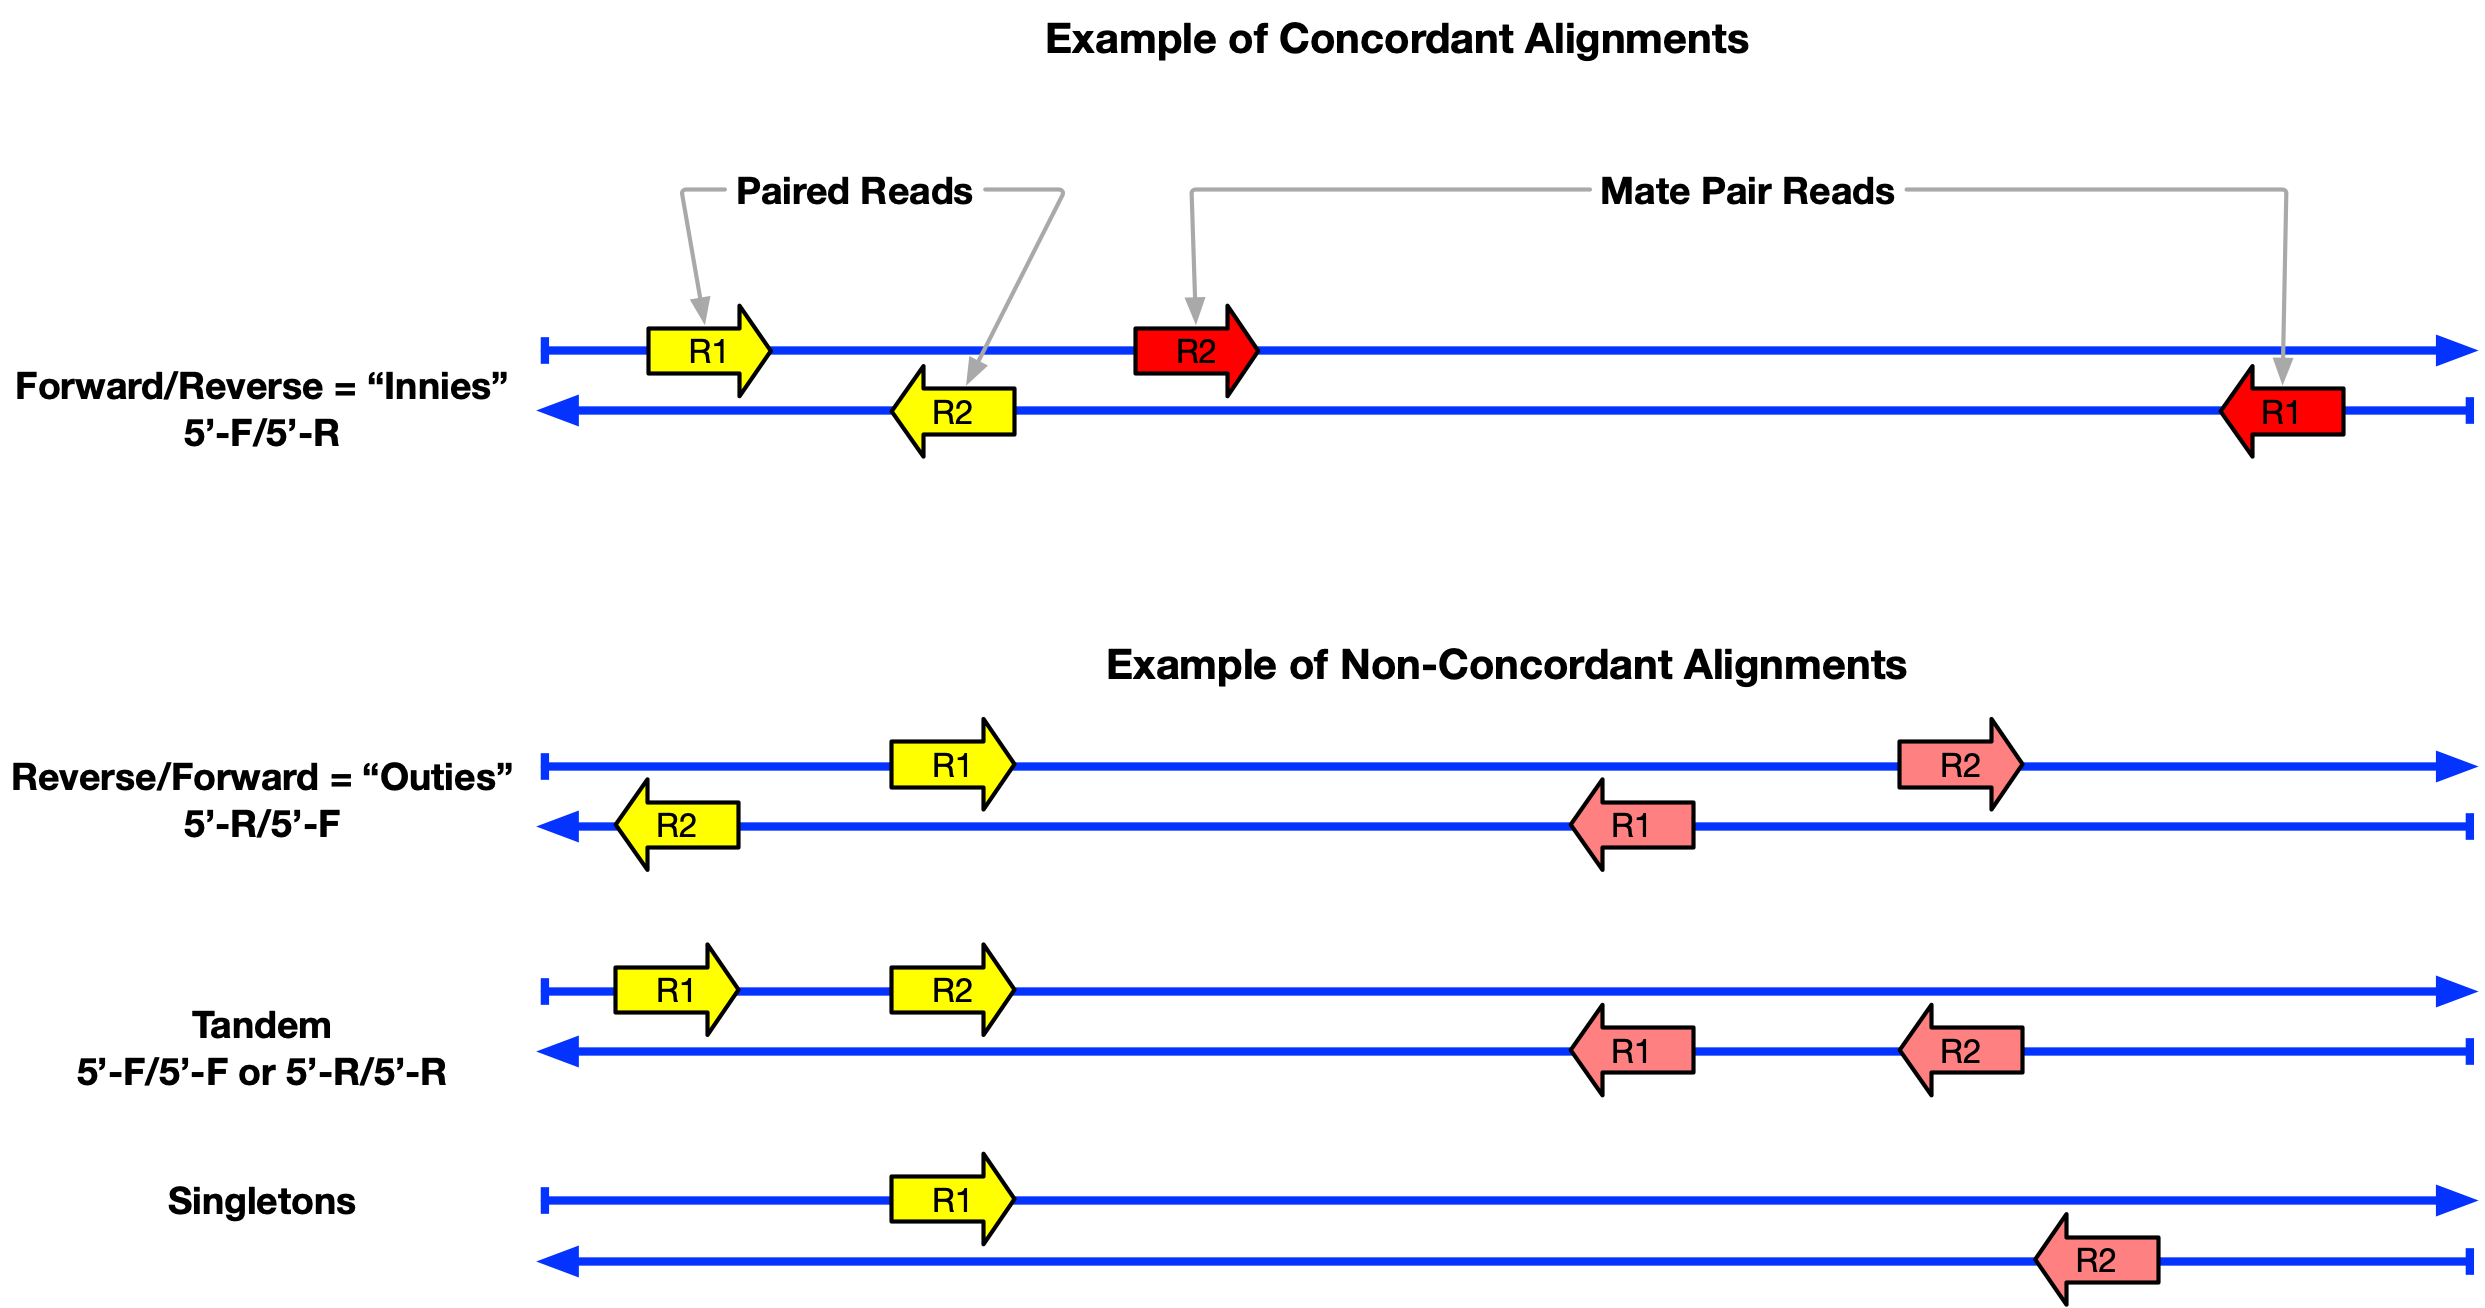 Example of Concordant Alignments
Paired Reads
Mate Pair Reads
R1
R2
Forward/Reverse = “Innies”
5’-F/5’-R
R2
R1
Example of Non-Concordant Alignments
R1
R2
Reverse/Forward = “Outies”
5’-R/5’-F
R2
R1
R1
R2
Tandem
5’-F/5’-F or 5’-R/5’-R
R1
R2
Singletons
R1
R2